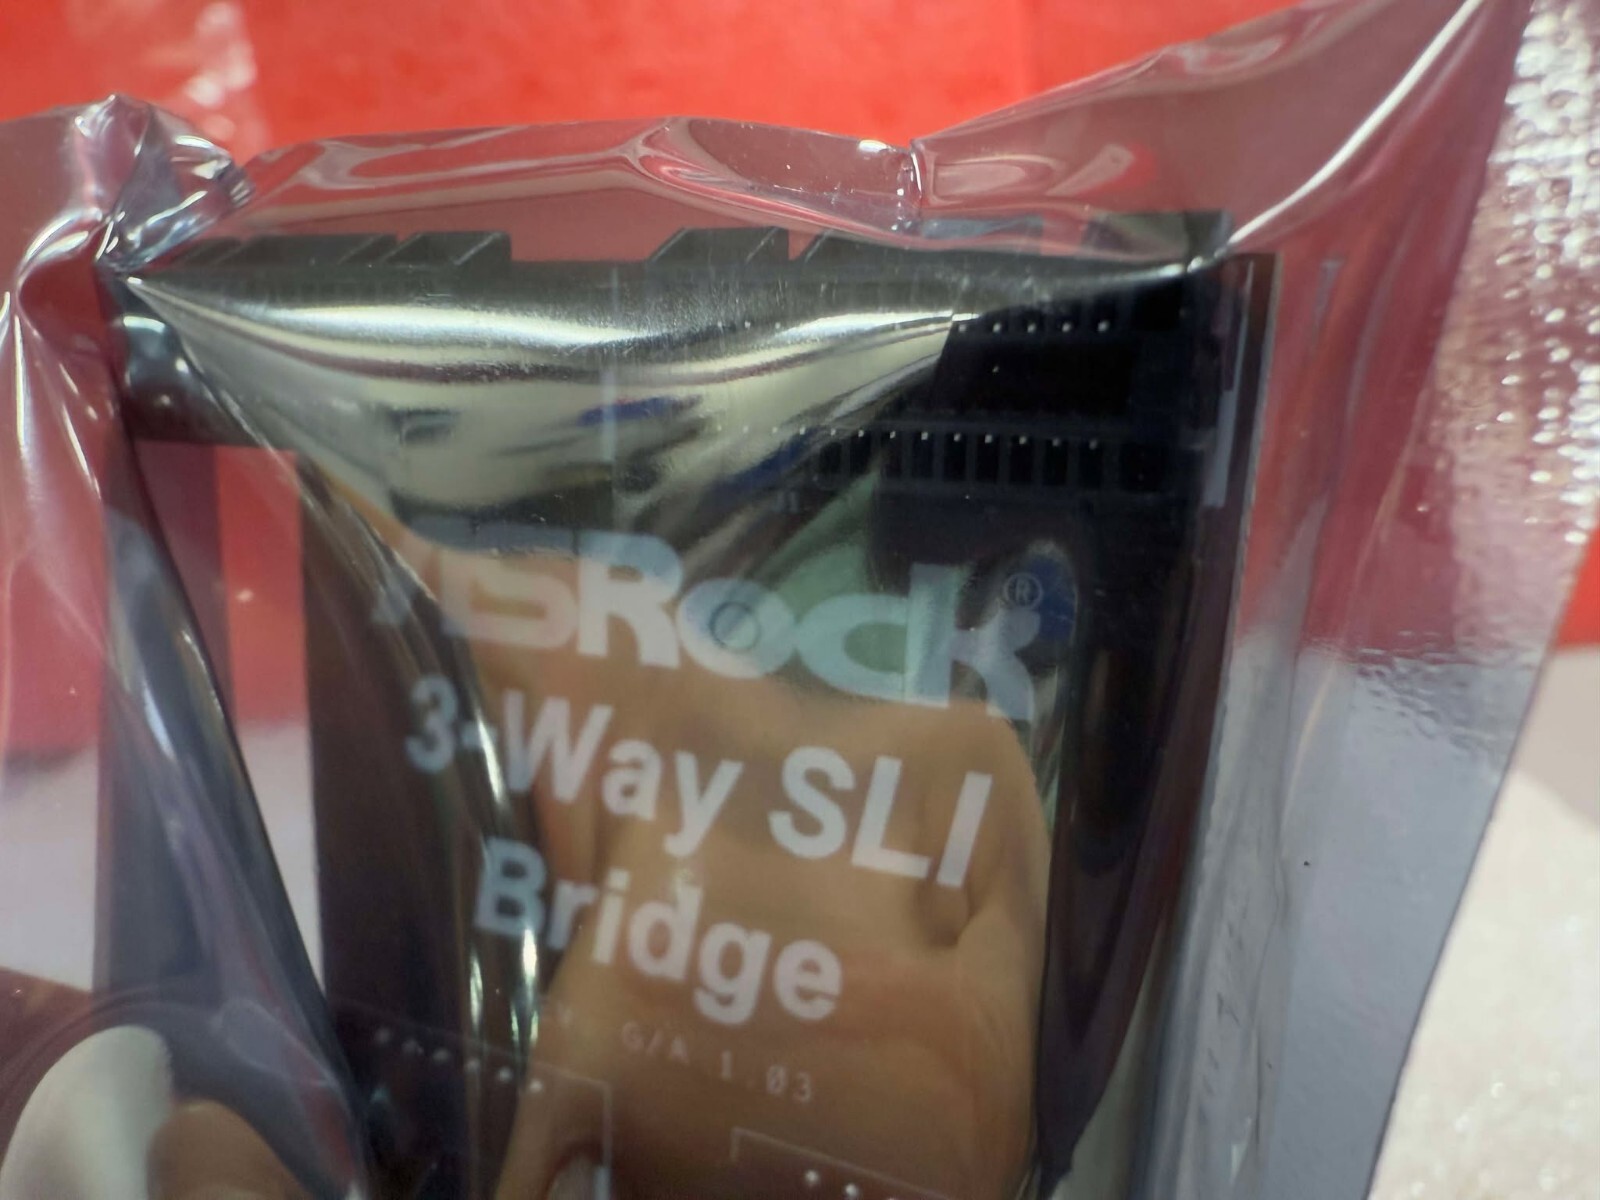 ASRock®
3-Way SLI
Bridge
G/A 1.03